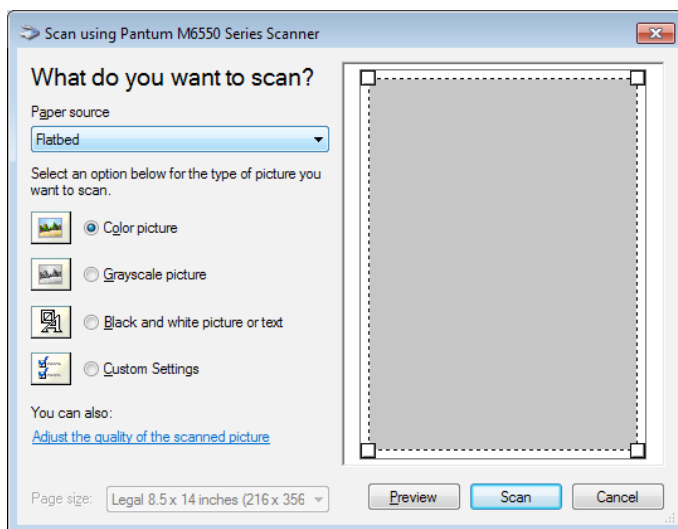 Scan using Pantum M6550 Series Scanner
What do you want to scan?
Paper source
Flatbed
Select an option below for the type of picture you
want to scan.
Color picture
Grayscale picture
Black and white picture or text
Custom Settings
You can also:
Adjust the quality of the scanned picture
Page size:
Legal 8.5 x 14 inches (216 x 356
Preview
Scan
Cancel